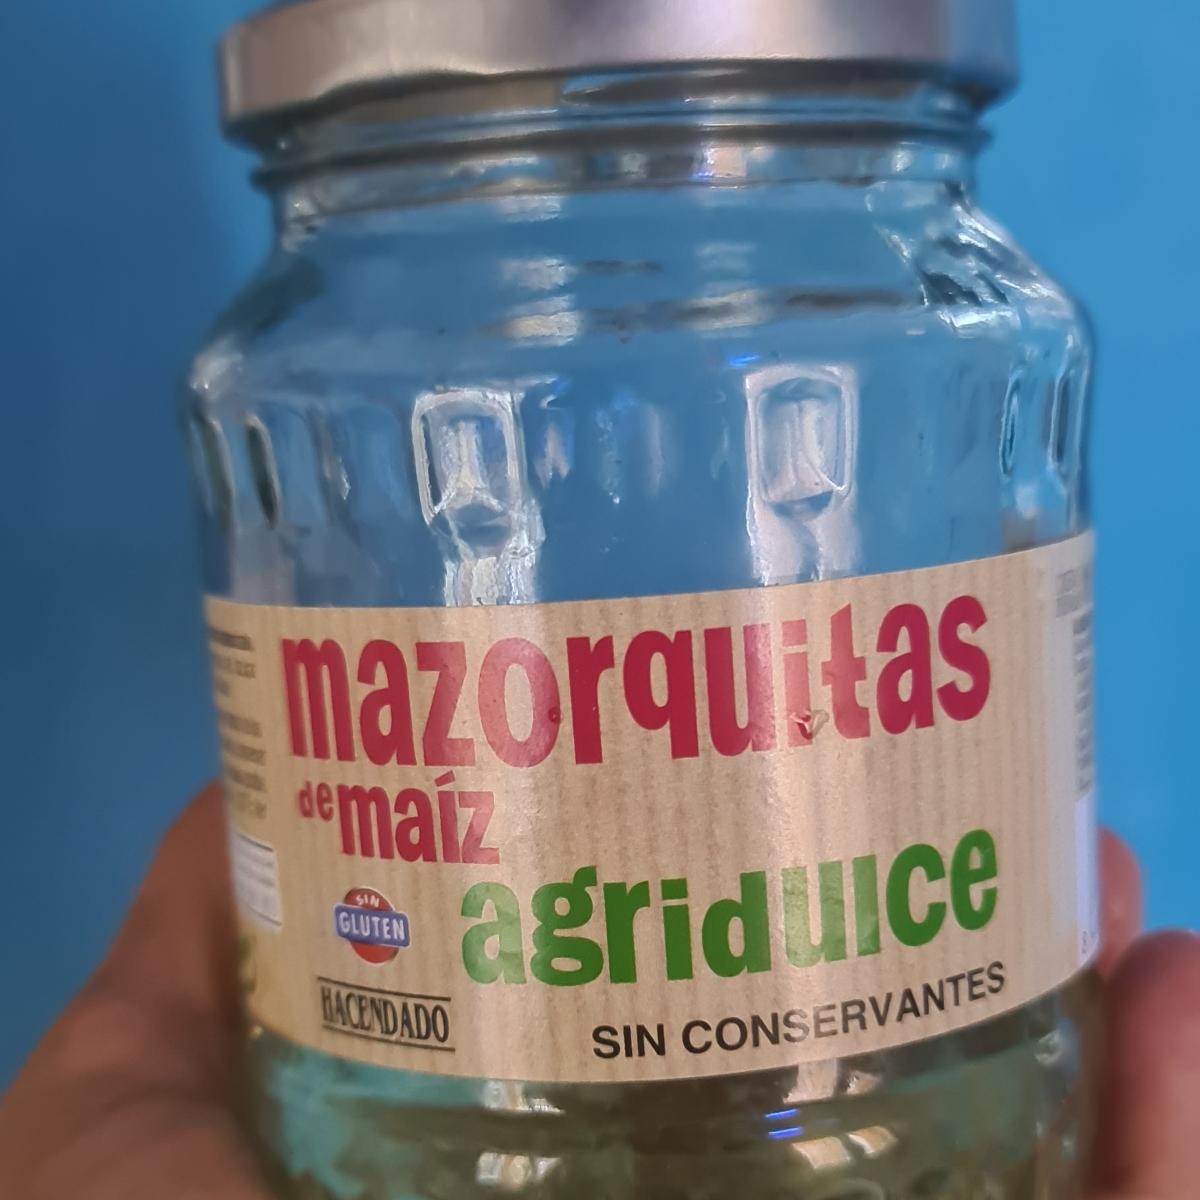 mazorquitas
de maíz
agridulce
SIN
GLUTEN
HACENDADO
SIN CONSERVANTES